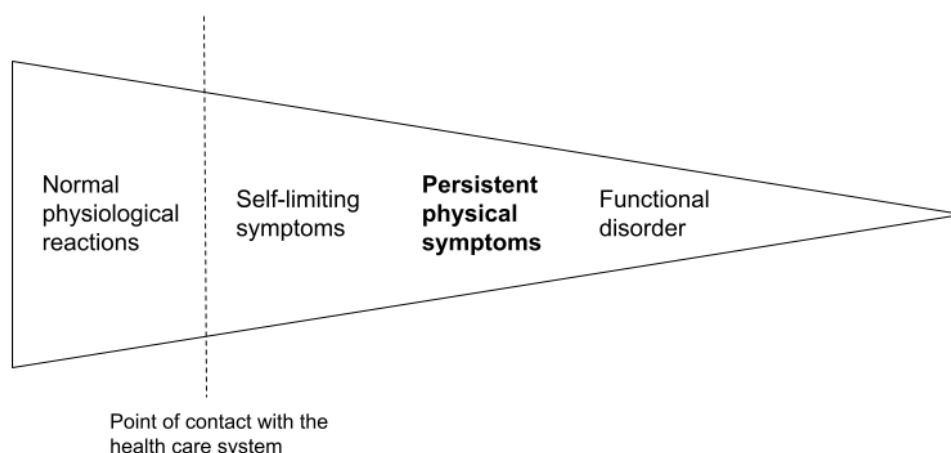 Normal
physiological
reactions
Self-limiting
symptoms
Persistent
physical
symptoms
Functional
disorder
Point of contact with the
health care system